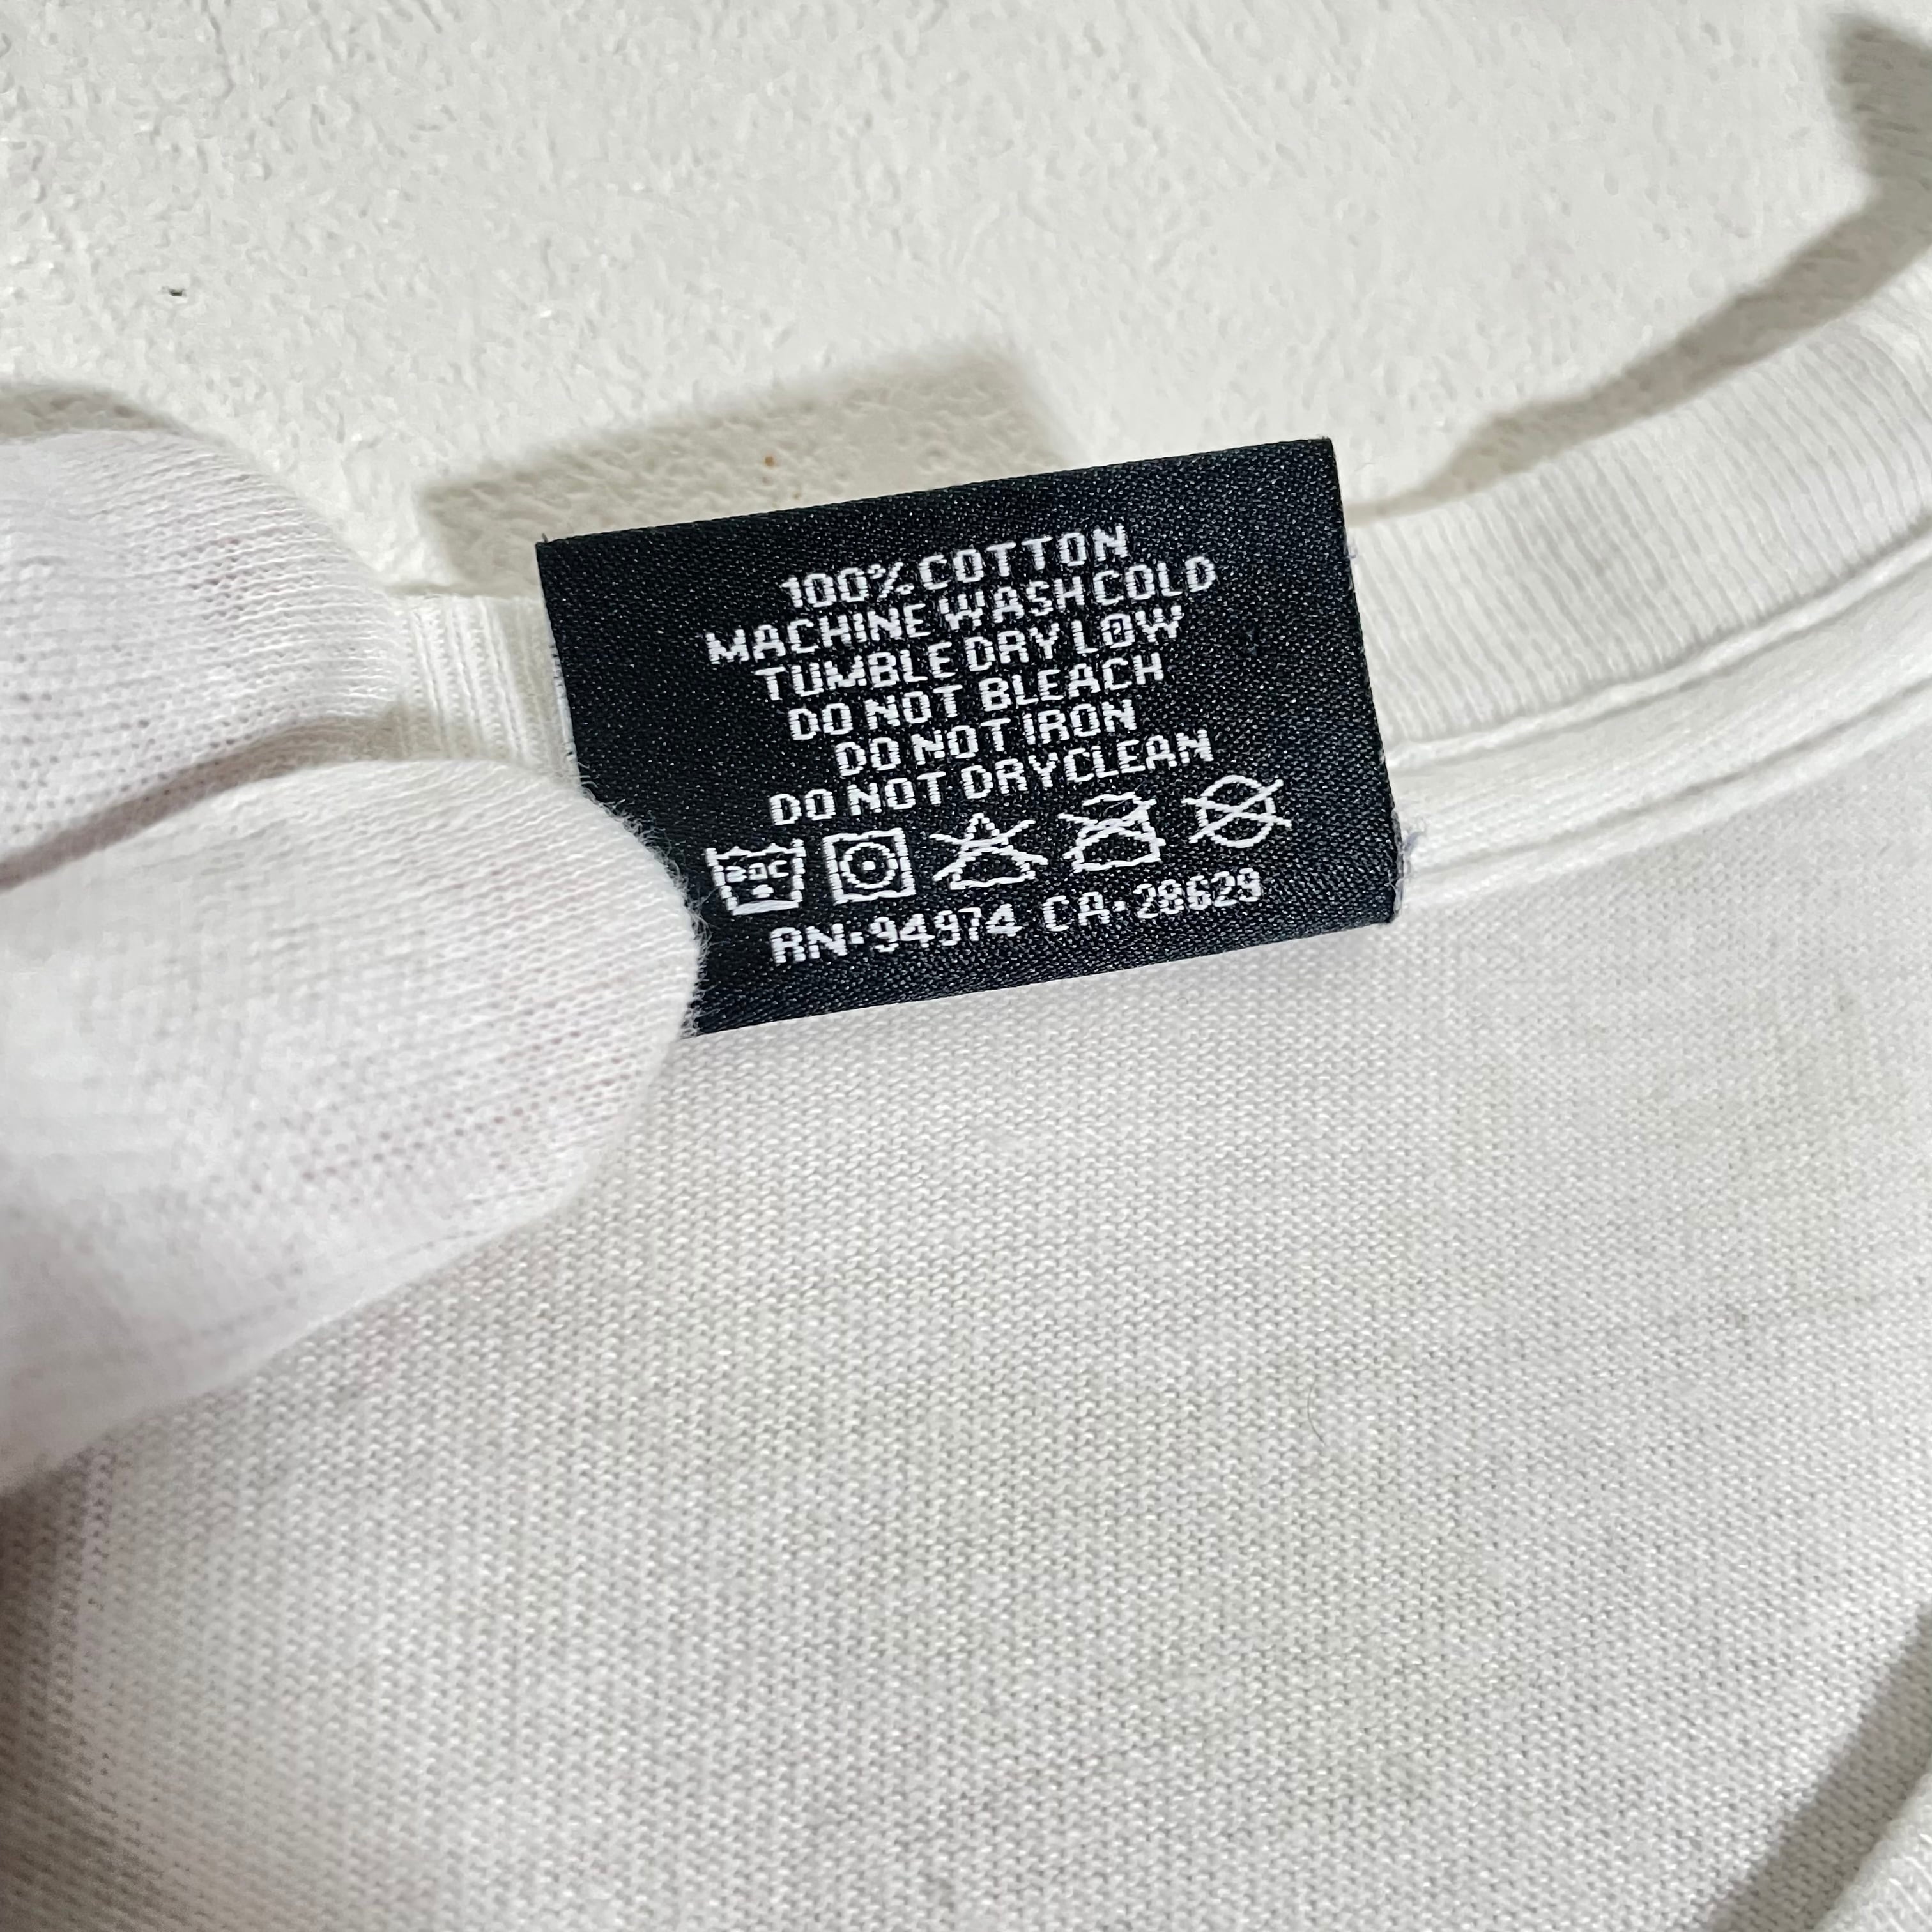 100% COTTON
MACHINE WASH COLD
TUMBLE DRY LOW
DO NOT BLEACH
DO NOT IRON
DO NOT DRYCLEAN
30C
RN·94974 CA·28629